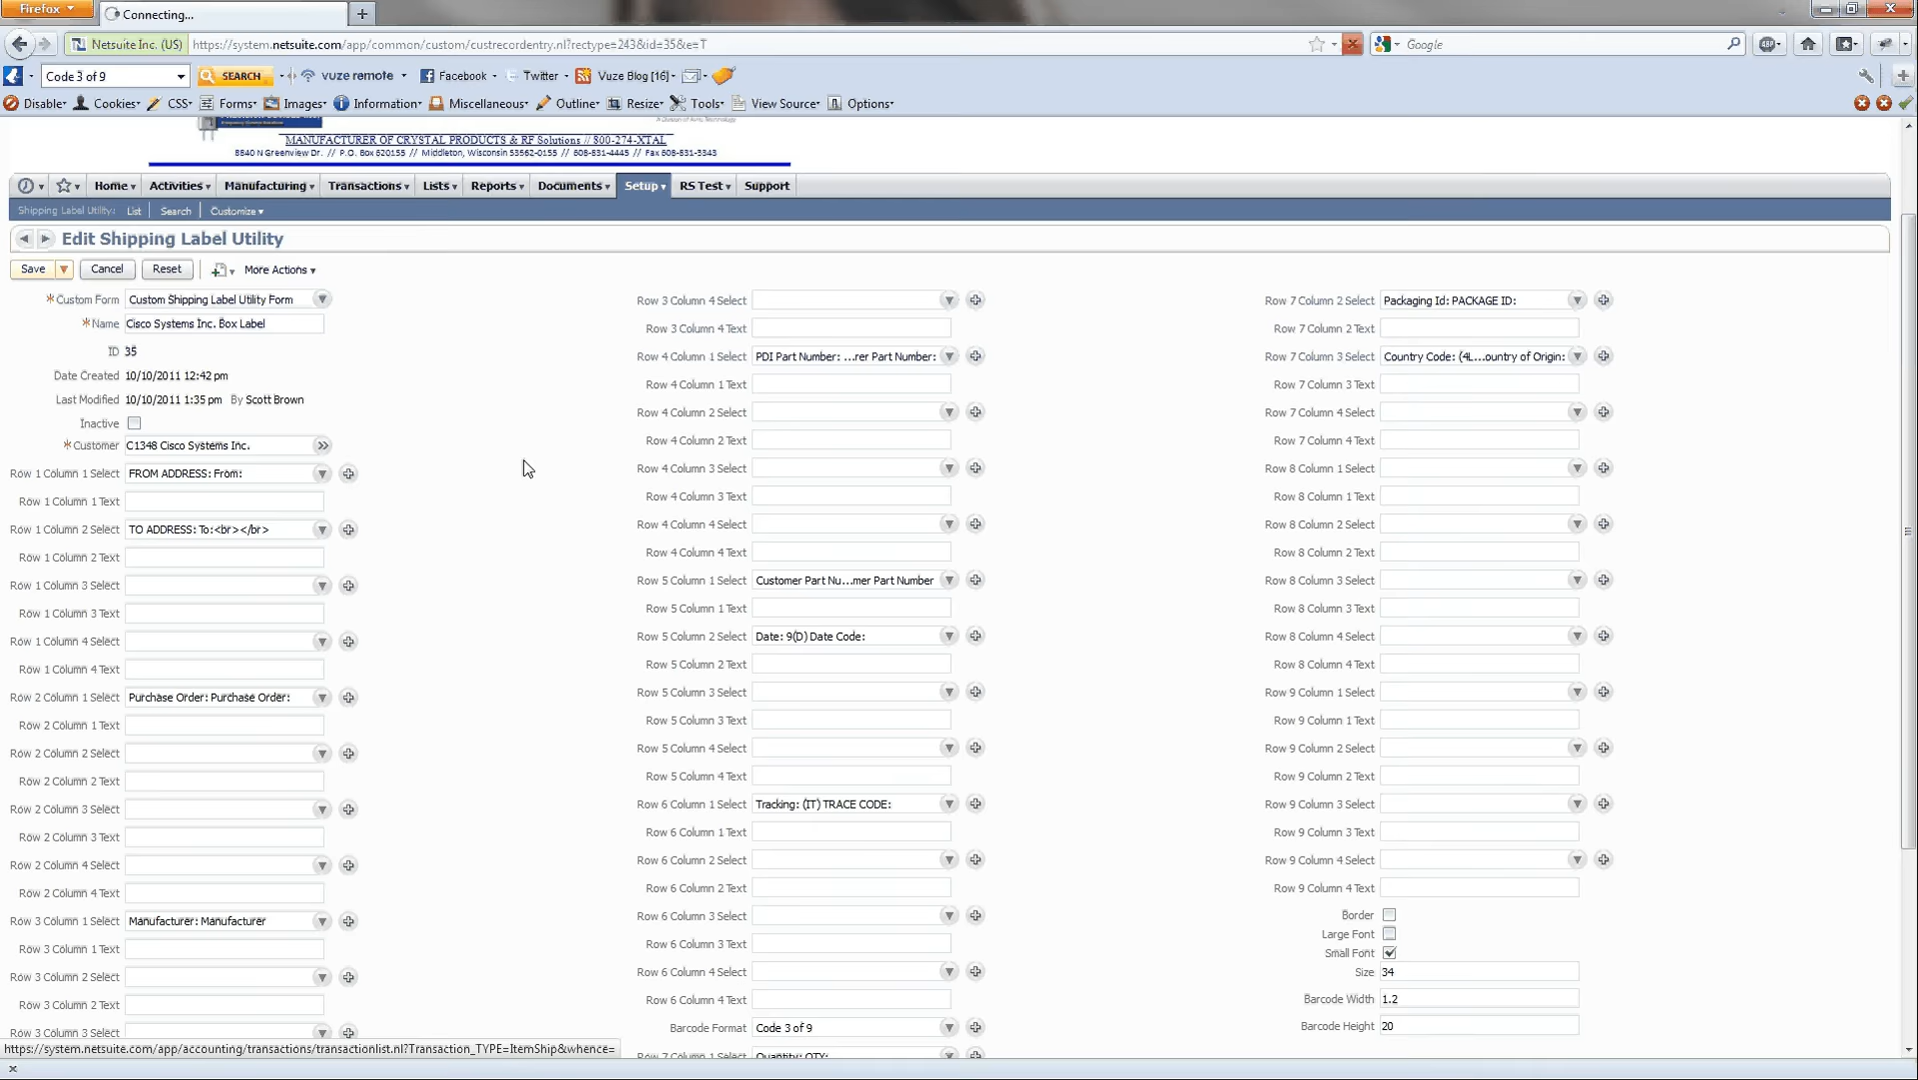 Firefox
Connecting...
Netsuite Inc. (US)
https://system.netsuite.com/app/common/custom/custrecordentry.nl?rectype=243&id=35&e=T
Google
Code 3 of 9
SEARCH
vuze remote
Facebook
Twitter
Vuze Blog [16]
Disable
Cookies
CSS
Forms
Images
Information
Miscellaneous
Outline
Resize
Tools
View Source
Options
MANUFACTURER OF CRYSTAL PRODUCTS & RF Solutions // 800-274-XTAL
8840 N Greenview Dr. // P.O. Box 620155 // Middleton, Wisconsin 53562-0155 // 608-831-4445 // Fax 608-831-3343
Home
Activities
Manufacturing
Transactions
Lists
Reports
Documents
Setup
RS Test
Support
Shipping Label Utility:
List
Search
Customize
Edit Shipping Label Utility
Save
Cancel
Reset
More Actions
*Custom Form Custom Shipping Label Utility Form
*Name Cisco Systems Inc. Box Label
ID 35
Date Created 10/10/2011 12:42 pm
Last Modified 10/10/2011 1:35 pm By Scott Brown
Inactive
*Customer C1348 Cisco Systems Inc.
Row 1 Column 1 Select FROM ADDRESS: From:
Row 1 Column 1 Text
Row 1 Column 2 Select TO ADDRESS: To:<br></br>
Row 1 Column 2 Text
Row 1 Column 3 Select
Row 1 Column 3 Text
Row 1 Column 4 Select
Row 1 Column 4 Text
Row 2 Column 1 Select Purchase Order: Purchase Order:
Row 2 Column 1 Text
Row 2 Column 2 Select
Row 2 Column 2 Text
Row 2 Column 3 Select
Row 2 Column 3 Text
Row 2 Column 4 Select
Row 2 Column 4 Text
Row 3 Column 1 Select Manufacturer: Manufacturer
Row 3 Column 1 Text
Row 3 Column 2 Select
Row 3 Column 2 Text
Row 3 Column 3 Select
Row 3 Column 4 Select
Row 3 Column 4 Text
Row 4 Column 1 Select PDI Part Number: ...rer Part Number:
Row 4 Column 1 Text
Row 4 Column 2 Select
Row 4 Column 2 Text
Row 4 Column 3 Select
Row 4 Column 3 Text
Row 4 Column 4 Select
Row 4 Column 4 Text
Row 5 Column 1 Select Customer Part Nu...mer Part Number
Row 5 Column 1 Text
Row 5 Column 2 Select Date: 9(D) Date Code:
Row 5 Column 2 Text
Row 5 Column 3 Select
Row 5 Column 3 Text
Row 5 Column 4 Select
Row 5 Column 4 Text
Row 6 Column 1 Select Tracking: (IT) TRACE CODE:
Row 6 Column 1 Text
Row 6 Column 2 Select
Row 6 Column 2 Text
Row 6 Column 3 Select
Row 6 Column 3 Text
Row 6 Column 4 Select
Row 6 Column 4 Text
Barcode Format Code 3 of 9
Row 7 Column 1 Select Quantity: QTY:
Row 7 Column 2 Select Packaging Id: PACKAGE ID:
Row 7 Column 2 Text
Row 7 Column 3 Select Country Code: (4L...ountry of Origin:
Row 7 Column 3 Text
Row 7 Column 4 Select
Row 7 Column 4 Text
Row 8 Column 1 Select
Row 8 Column 1 Text
Row 8 Column 2 Select
Row 8 Column 2 Text
Row 8 Column 3 Select
Row 8 Column 3 Text
Row 8 Column 4 Select
Row 8 Column 4 Text
Row 9 Column 1 Select
Row 9 Column 1 Text
Row 9 Column 2 Select
Row 9 Column 2 Text
Row 9 Column 3 Select
Row 9 Column 3 Text
Row 9 Column 4 Select
Row 9 Column 4 Text
Border
Large Font
Small Font
Size 34
Barcode Width 1.2
Barcode Height 20
https://system.netsuite.com/app/accounting/transactions/transactionlist.nl?Transaction_TYPE=ItemShip&whence=